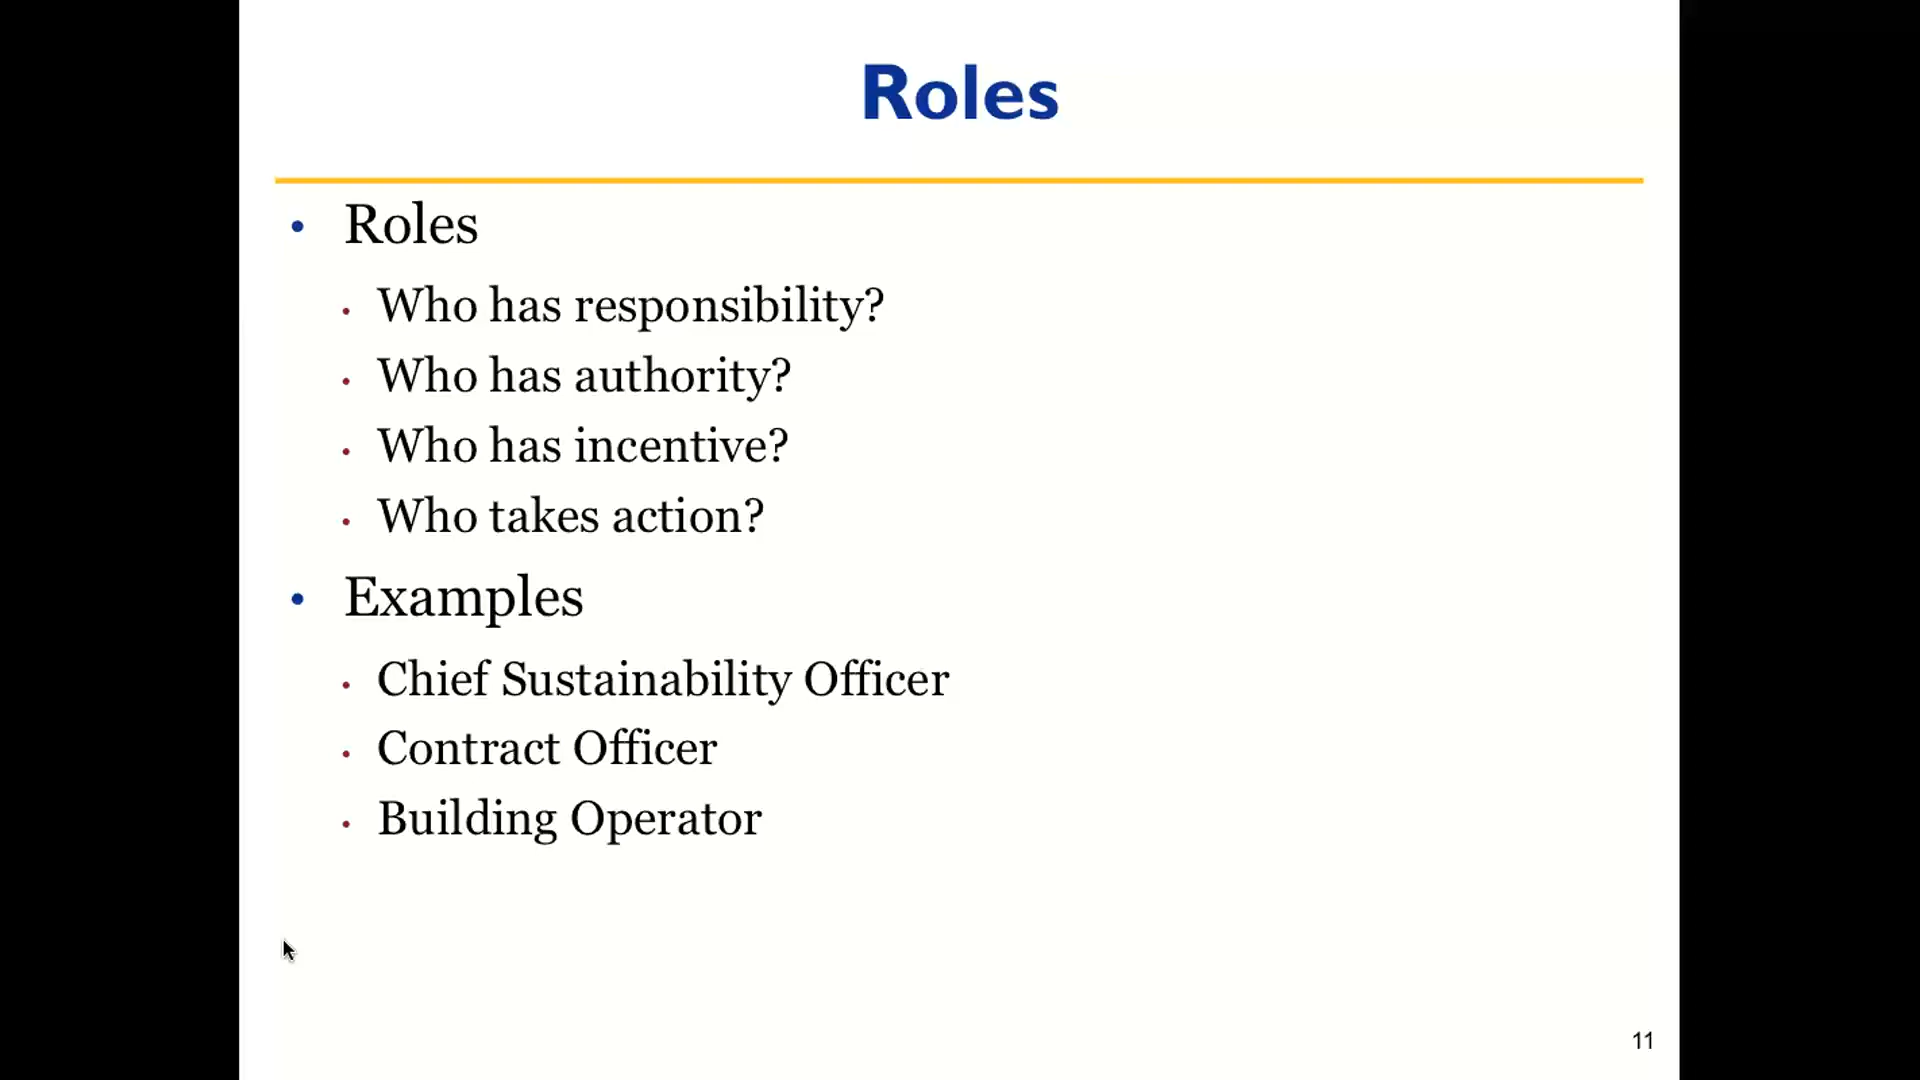 Roles
• Roles
• Who has responsibility?
• Who has authority?
• Who has incentive?
• Who takes action?
• Examples
• Chief Sustainability Officer
• Contract Officer
• Building Operator
11